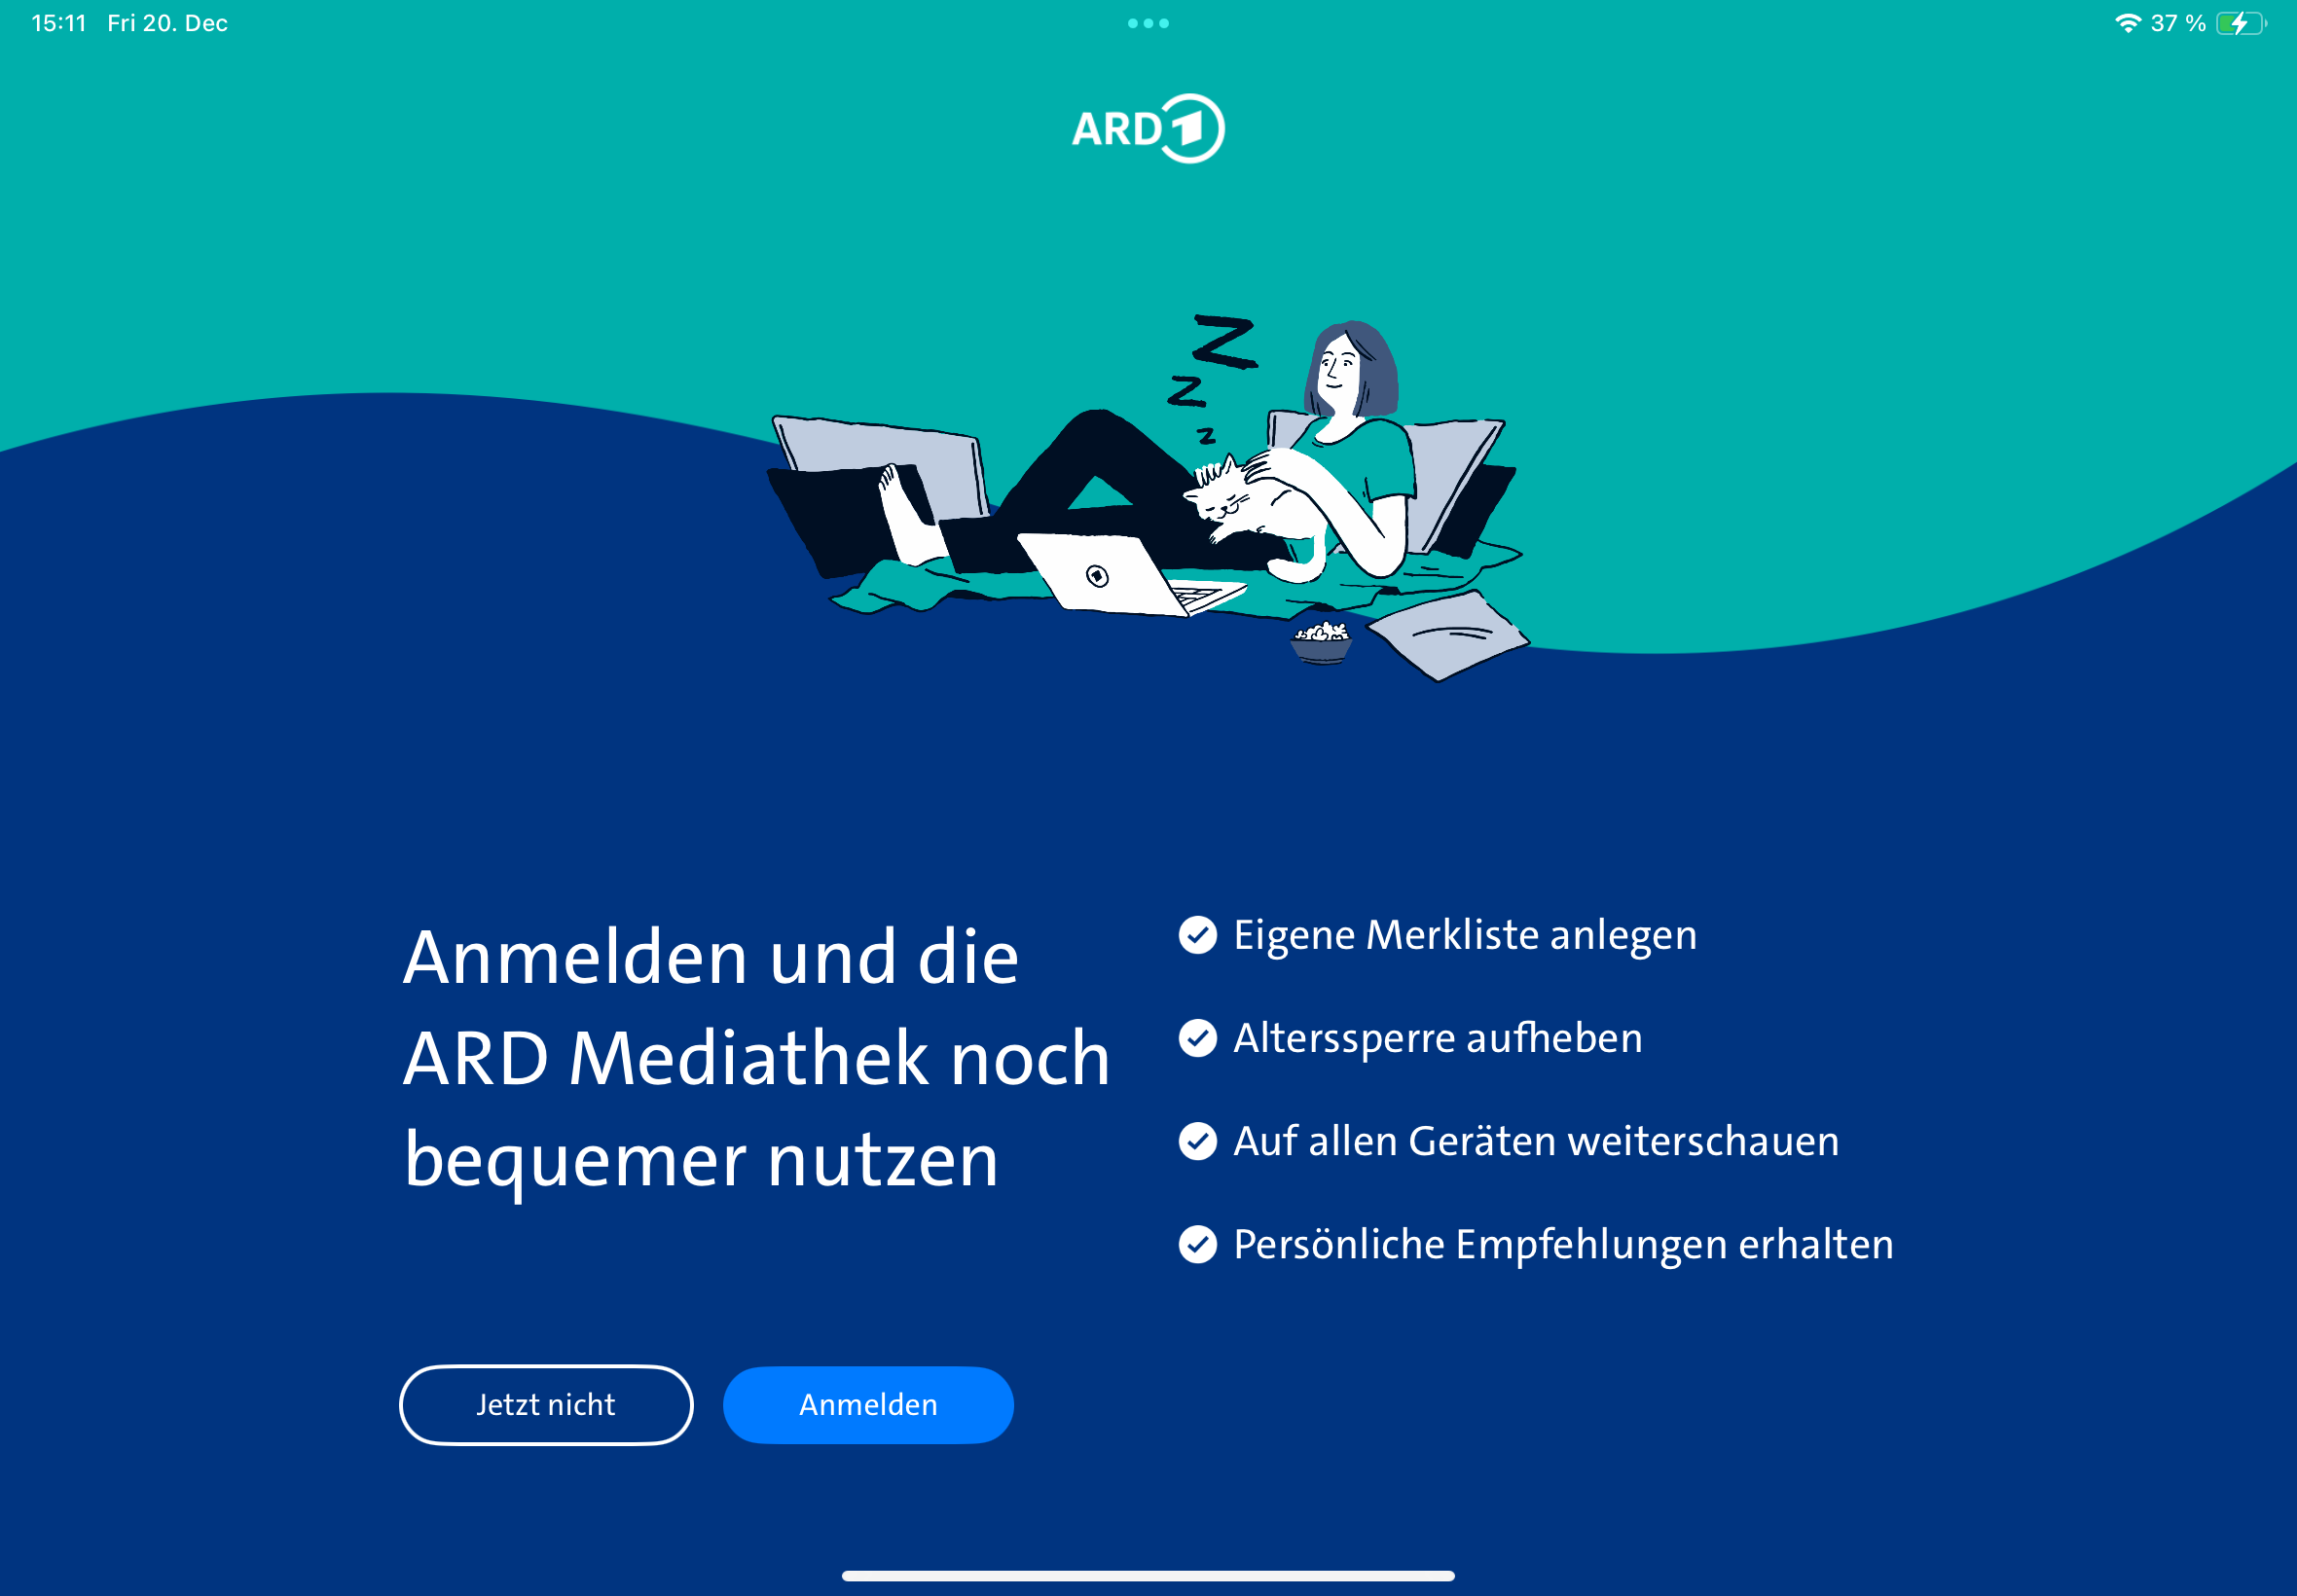 15:11 Fri 20. Dec
37 %
ARD 1
Z
Z
Z
Anmelden und die
ARD Mediathek noch
bequemer nutzen
Eigene Merkliste anlegen
Alterssperre aufheben
Auf allen Geräten weiterschauen
Persönliche Empfehlungen erhalten
Jetzt nicht
Anmelden